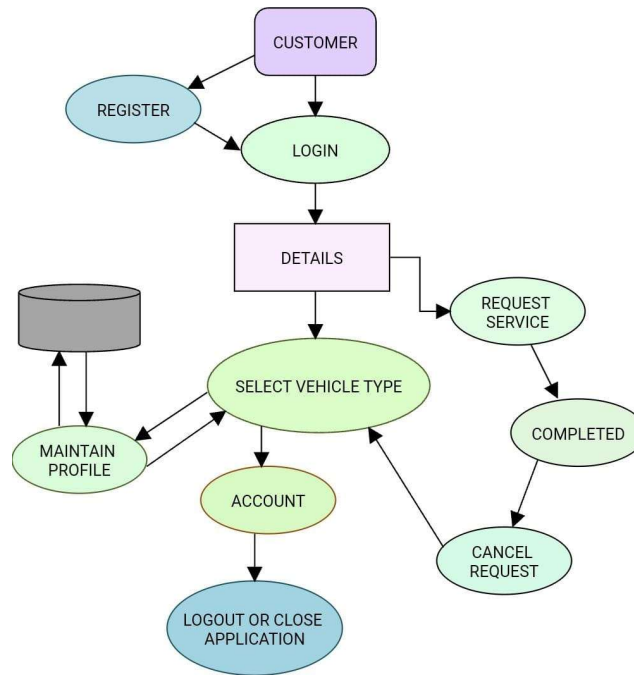 CUSTOMER
REGISTER
LOGIN
DETAILS
REQUEST
SERVICE
SELECT VEHICLE TYPE
COMPLETED
MAINTAIN
PROFILE
ACCOUNT
CANCEL
REQUEST
LOGOUT OR CLOSE
APPLICATION